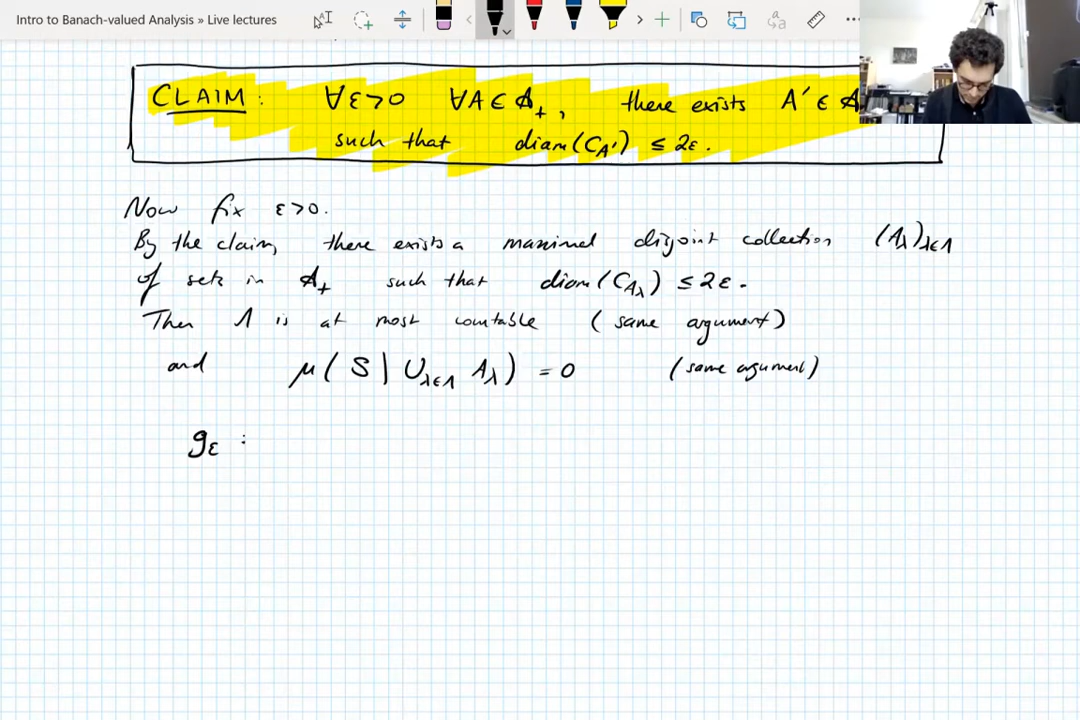 Intro to Banach-valued Analysis » Live lectures
CLAIM: ∀ε>0 ∀A∈𝒜₊, there exists A' ∈ 𝒜
such that diam(C_A') ≤ 2ε.
Now fix ε>0.
By the claim, there exists a maximal disjoint collection (A_λ)_λ∈Λ
of sets in 𝒜₊ such that diam(C_A_λ) ≤ 2ε.
Then Λ is at most countable (same argument)
and μ(S∖∪_λ∈Λ A_λ) = 0 (same argument)
g_ε :